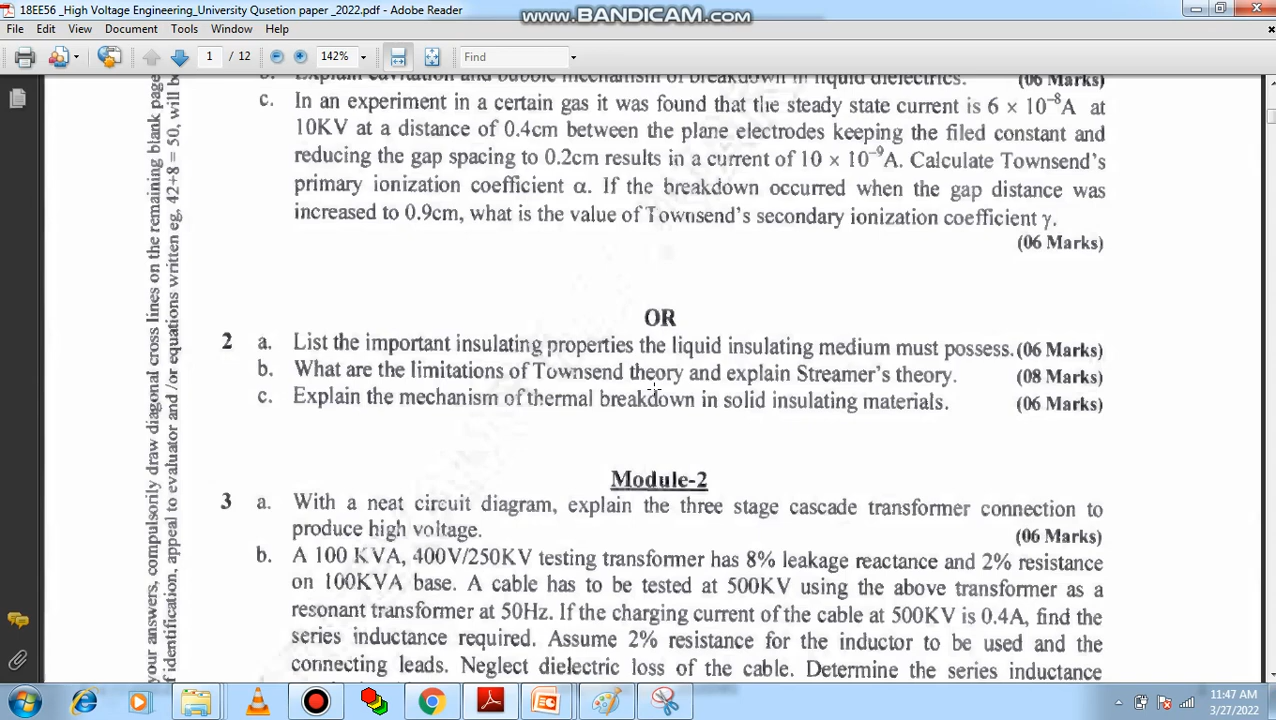 18EE56 _High Voltage Engineering_University Qusetion paper _2022.pdf - Adobe Reader
www.BANDICAM.com
File Edit View Document Tools Window Help
1 / 12 142% Find
your answers, compulsorily draw diagonal cross lines on the remaining blank page
f identification, appeal to evaluator and /or equations written eg, 42+8 = 50, will be
Explain cavitation and bubble mechanism of breakdown in liquid dielectrics. (06 Marks)
c. In an experiment in a certain gas it was found that the steady state current is 6 × 10⁻⁸A at
10KV at a distance of 0.4cm between the plane electrodes keeping the filed constant and
reducing the gap spacing to 0.2cm results in a current of 10 × 10⁻⁹A. Calculate Townsend's
primary ionization coefficient α. If the breakdown occurred when the gap distance was
increased to 0.9cm, what is the value of Townsend's secondary ionization coefficient γ.
(06 Marks)
OR
2 a. List the important insulating properties the liquid insulating medium must possess. (06 Marks)
b. What are the limitations of Townsend theory and explain Streamer's theory. (08 Marks)
c. Explain the mechanism of thermal breakdown in solid insulating materials. (06 Marks)
Module-2
3 a. With a neat circuit diagram, explain the three stage cascade transformer connection to
produce high voltage. (06 Marks)
b. A 100 KVA, 400V/250KV testing transformer has 8% leakage reactance and 2% resistance
on 100KVA base. A cable has to be tested at 500KV using the above transformer as a
resonant transformer at 50Hz. If the charging current of the cable at 500KV is 0.4A, find the
series inductance required. Assume 2% resistance for the inductor to be used and the
connecting leads. Neglect dielectric loss of the cable. Determine the series inductance
11:47 AM
3/27/2022